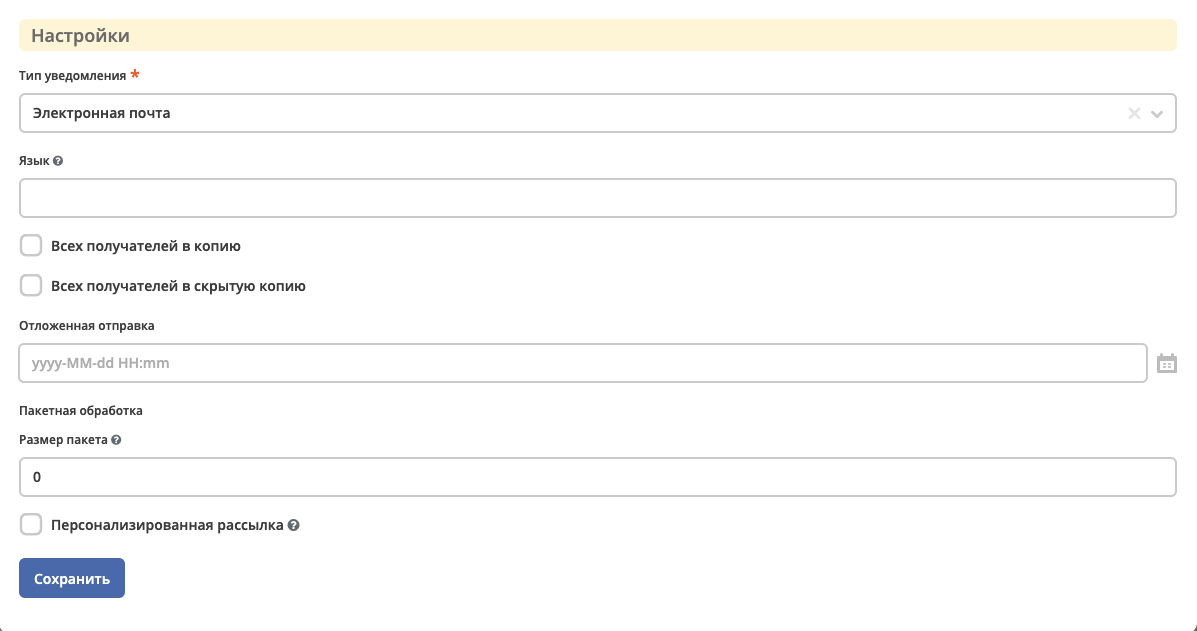 Настройки
Тип уведомления *
Электронная почта
Язык ?
Всех получателей в копию
Всех получателей в скрытую копию
Отложенная отправка
yyyy-MM-dd HH:mm
Пакетная обработка
Размер пакета ?
0
Персонализированная рассылка ?
Сохранить